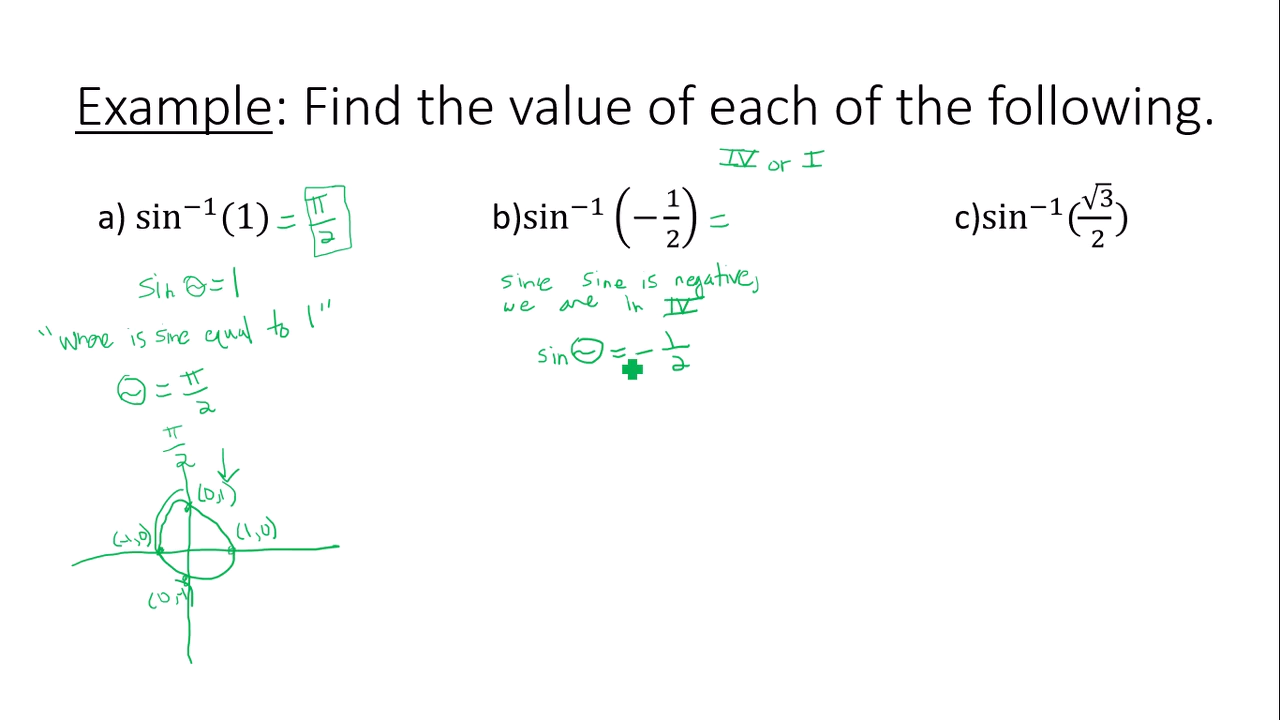 Example: Find the value of each of the following.
IV or I
a) sin⁻¹(1) = π/2
sin θ = 1
"Where is sine equal to 1"
θ = π/2
π/2
(0,1)
(-1,0)
(1,0)
(0,-1)
b)sin⁻¹(−1/2) =
since sine is negative,
we are in IV
sin θ = - 1/2
c)sin⁻¹(√3/2)